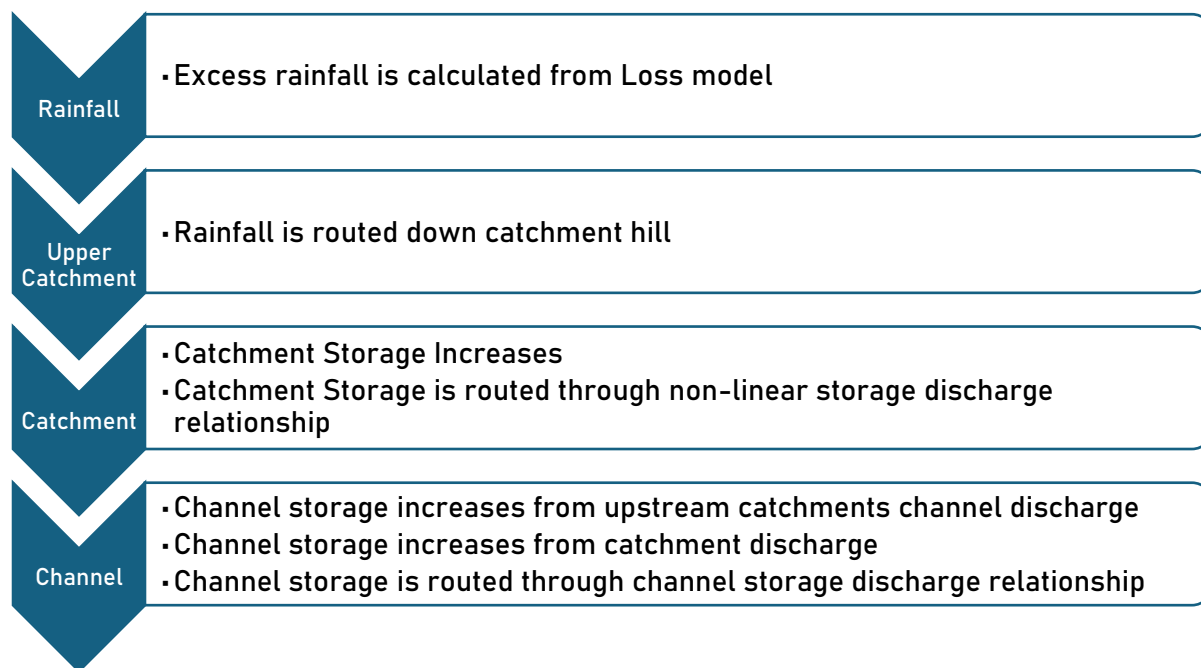 Rainfall
▪ Excess rainfall is calculated from Loss model
Upper
Catchment
▪ Rainfall is routed down catchment hill
Catchment
▪ Catchment Storage Increases
▪ Catchment Storage is routed through non-linear storage discharge
relationship
Channel
▪ Channel storage increases from upstream catchments channel discharge
▪ Channel storage increases from catchment discharge
▪ Channel storage is routed through channel storage discharge relationship